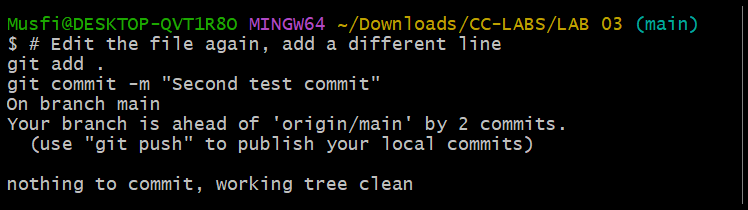 Musfi@DESKTOP-QVT1R8O MINGW64 ~/Downloads/CC-LABS/LAB 03 (main)
$ # Edit the file again, add a different line
git add .
git commit -m "Second test commit"
On branch main
Your branch is ahead of 'origin/main' by 2 commits.
  (use "git push" to publish your local commits)

nothing to commit, working tree clean